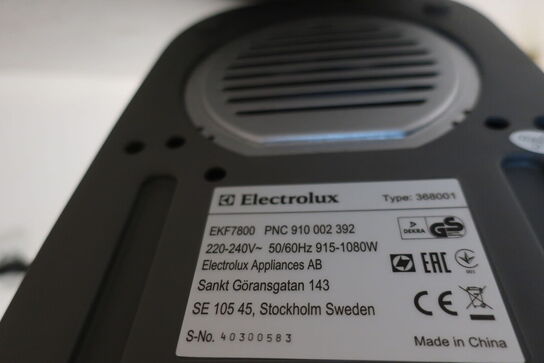 Electrolux Type: 368001
EKF7800 PNC 910 002 392
220-240V~ 50/60Hz 915-1080W
Electrolux Appliances AB
Sankt Göransgatan 143
SE 105 45, Stockholm Sweden
S-No. 40300583
DEKRA GS
EAC
CE
Made in China